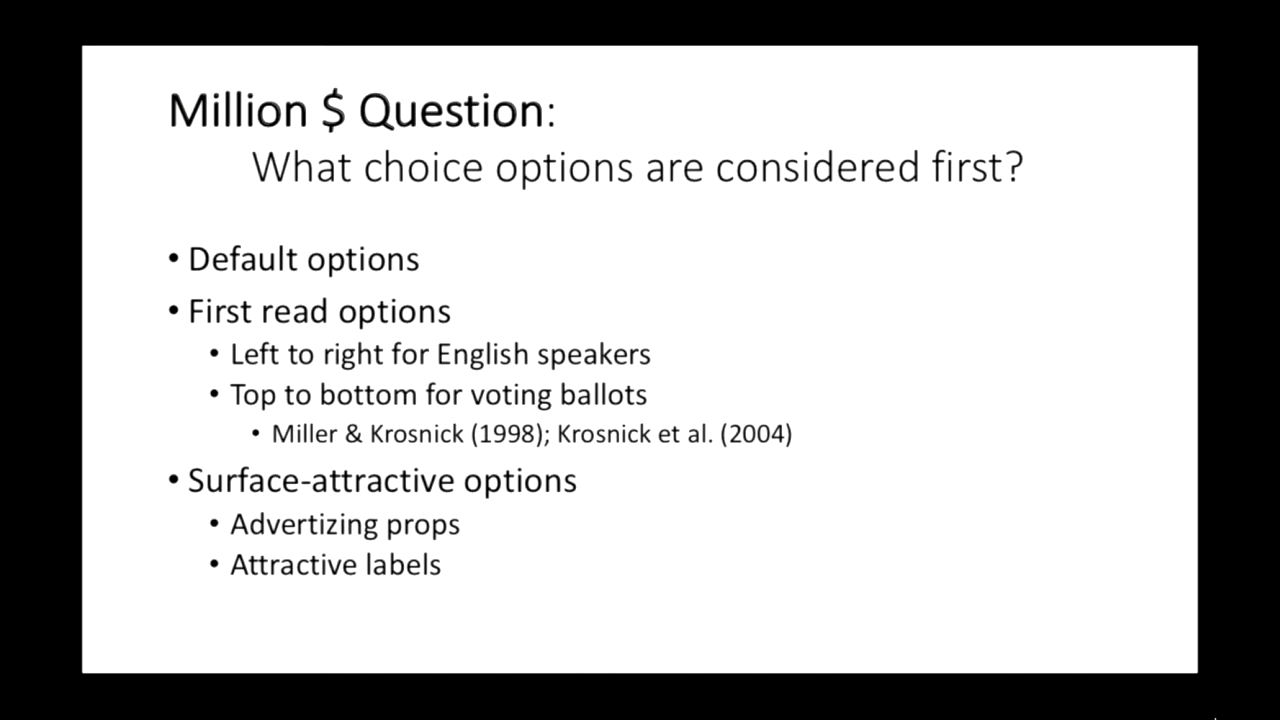 Million $ Question:
What choice options are considered first?
• Default options
• First read options
• Left to right for English speakers
• Top to bottom for voting ballots
• Miller & Krosnick (1998); Krosnick et al. (2004)
• Surface-attractive options
• Advertizing props
• Attractive labels